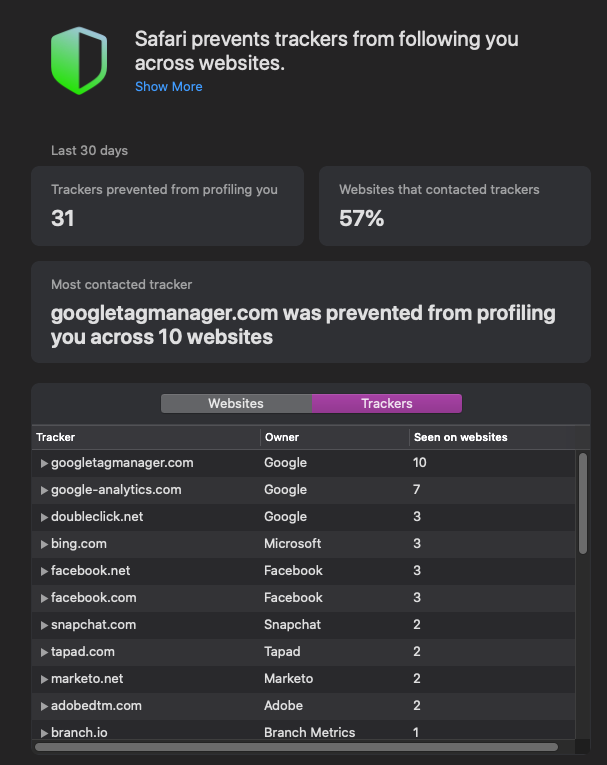 Safari prevents trackers from following you
across websites.
Show More
Last 30 days
Trackers prevented from profiling you
31
Websites that contacted trackers
57%
Most contacted tracker
googletagmanager.com was prevented from profiling
you across 10 websites
Websites Trackers
Tracker Owner Seen on websites
googletagmanager.com Google 10
google-analytics.com Google 7
doubleclick.net Google 3
bing.com Microsoft 3
facebook.net Facebook 3
facebook.com Facebook 3
snapchat.com Snapchat 2
tapad.com Tapad 2
marketo.net Marketo 2
adobedtm.com Adobe 2
branch.io Branch Metrics 1